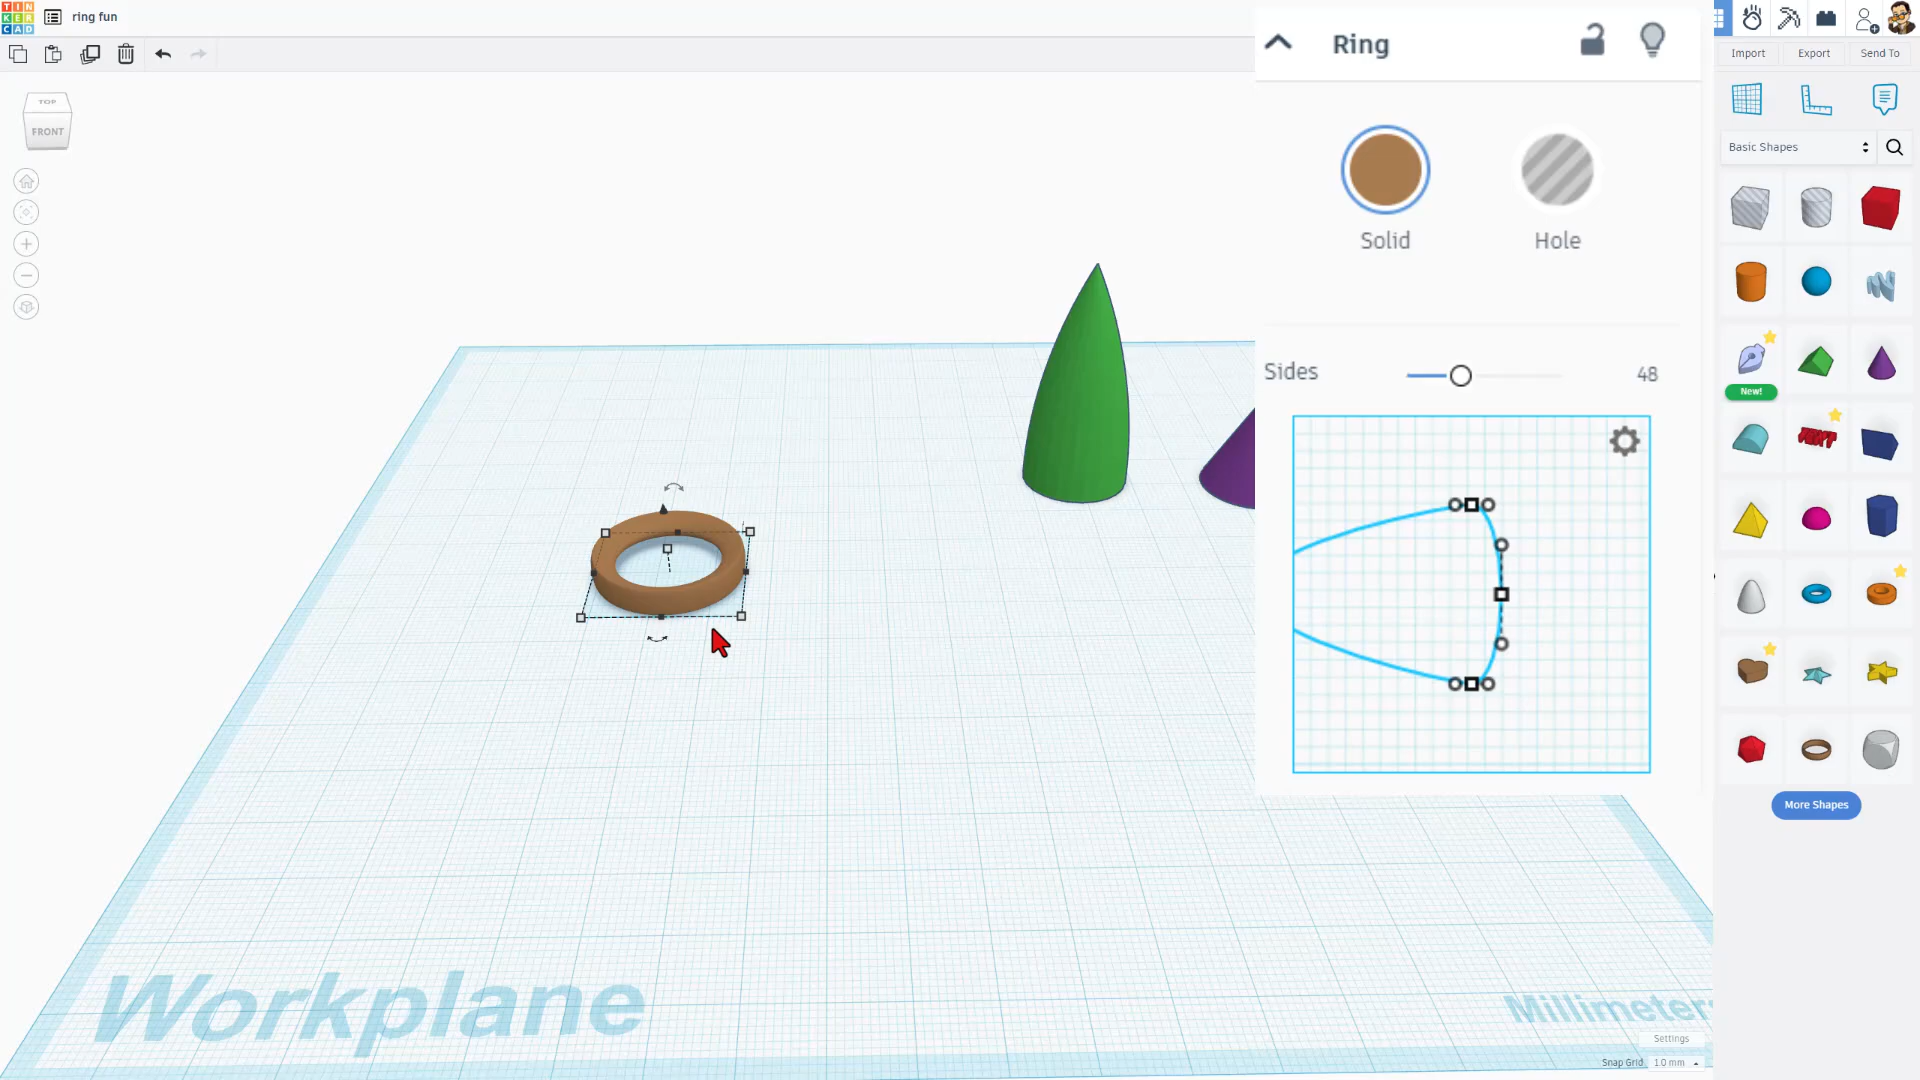 TIN
KER
CAD
ring fun
TOP
FRONT
Ring
Solid
Hole
Sides
48
Import
Export
Send To
Basic Shapes
New!
TEXT
More Shapes
Workplane
Millimeter
Settings
Snap Grid
1.0 mm